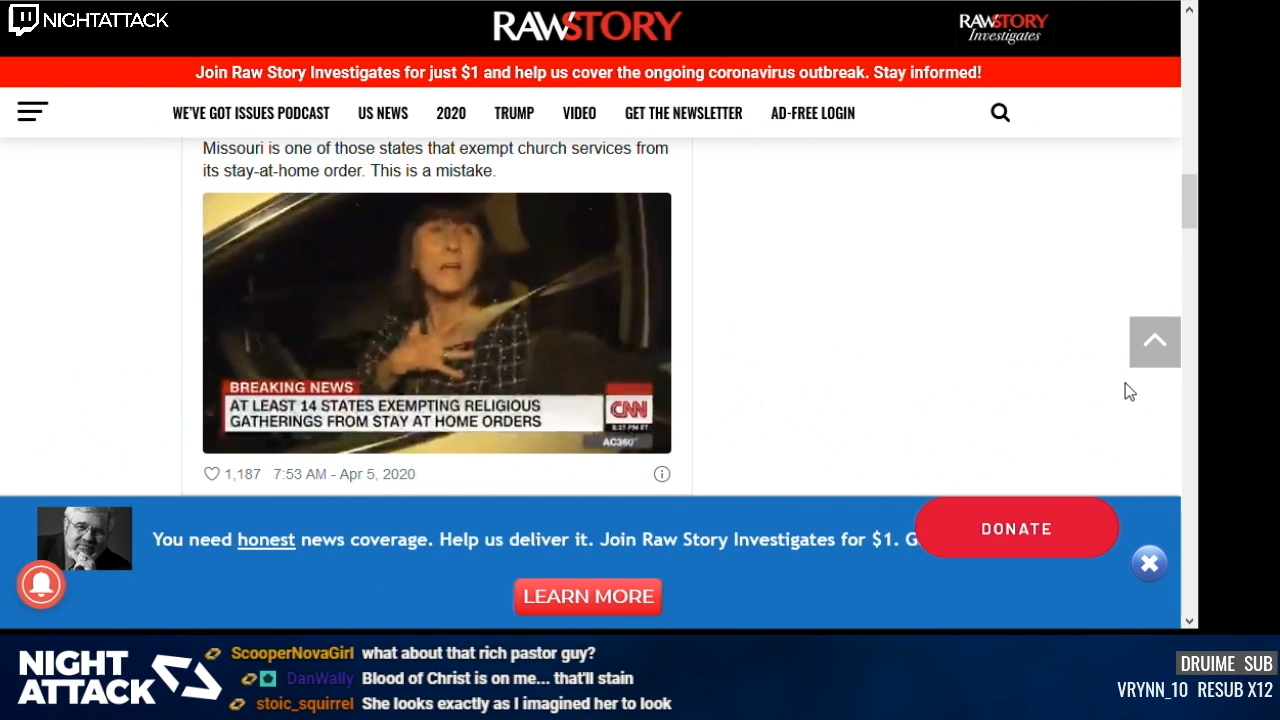 NIGHTATTACK
RAWSTORY
RAWSTORY
Investigates
Join Raw Story Investigates for just $1 and help us cover the ongoing coronavirus outbreak. Stay informed!
WE'VE GOT ISSUES PODCAST US NEWS 2020 TRUMP VIDEO GET THE NEWSLETTER AD-FREE LOGIN
Missouri is one of those states that exempt church services from
its stay-at-home order. This is a mistake.
BREAKING NEWS
AT LEAST 14 STATES EXEMPTING RELIGIOUS
GATHERINGS FROM STAY AT HOME ORDERS
CNN
8:37 PM ET
AC360°
1,187 7:53 AM - Apr 5, 2020
You need honest news coverage. Help us deliver it. Join Raw Story Investigates for $1. G
DONATE
LEARN MORE
NIGHT
ATTACK
ScooperNovaGirl what about that rich pastor guy?
DanWally Blood of Christ is on me... that'll stain
stoic_squirrel She looks exactly as I imagined her to look
DRUIME SUB
VRYNN_10 RESUB X12